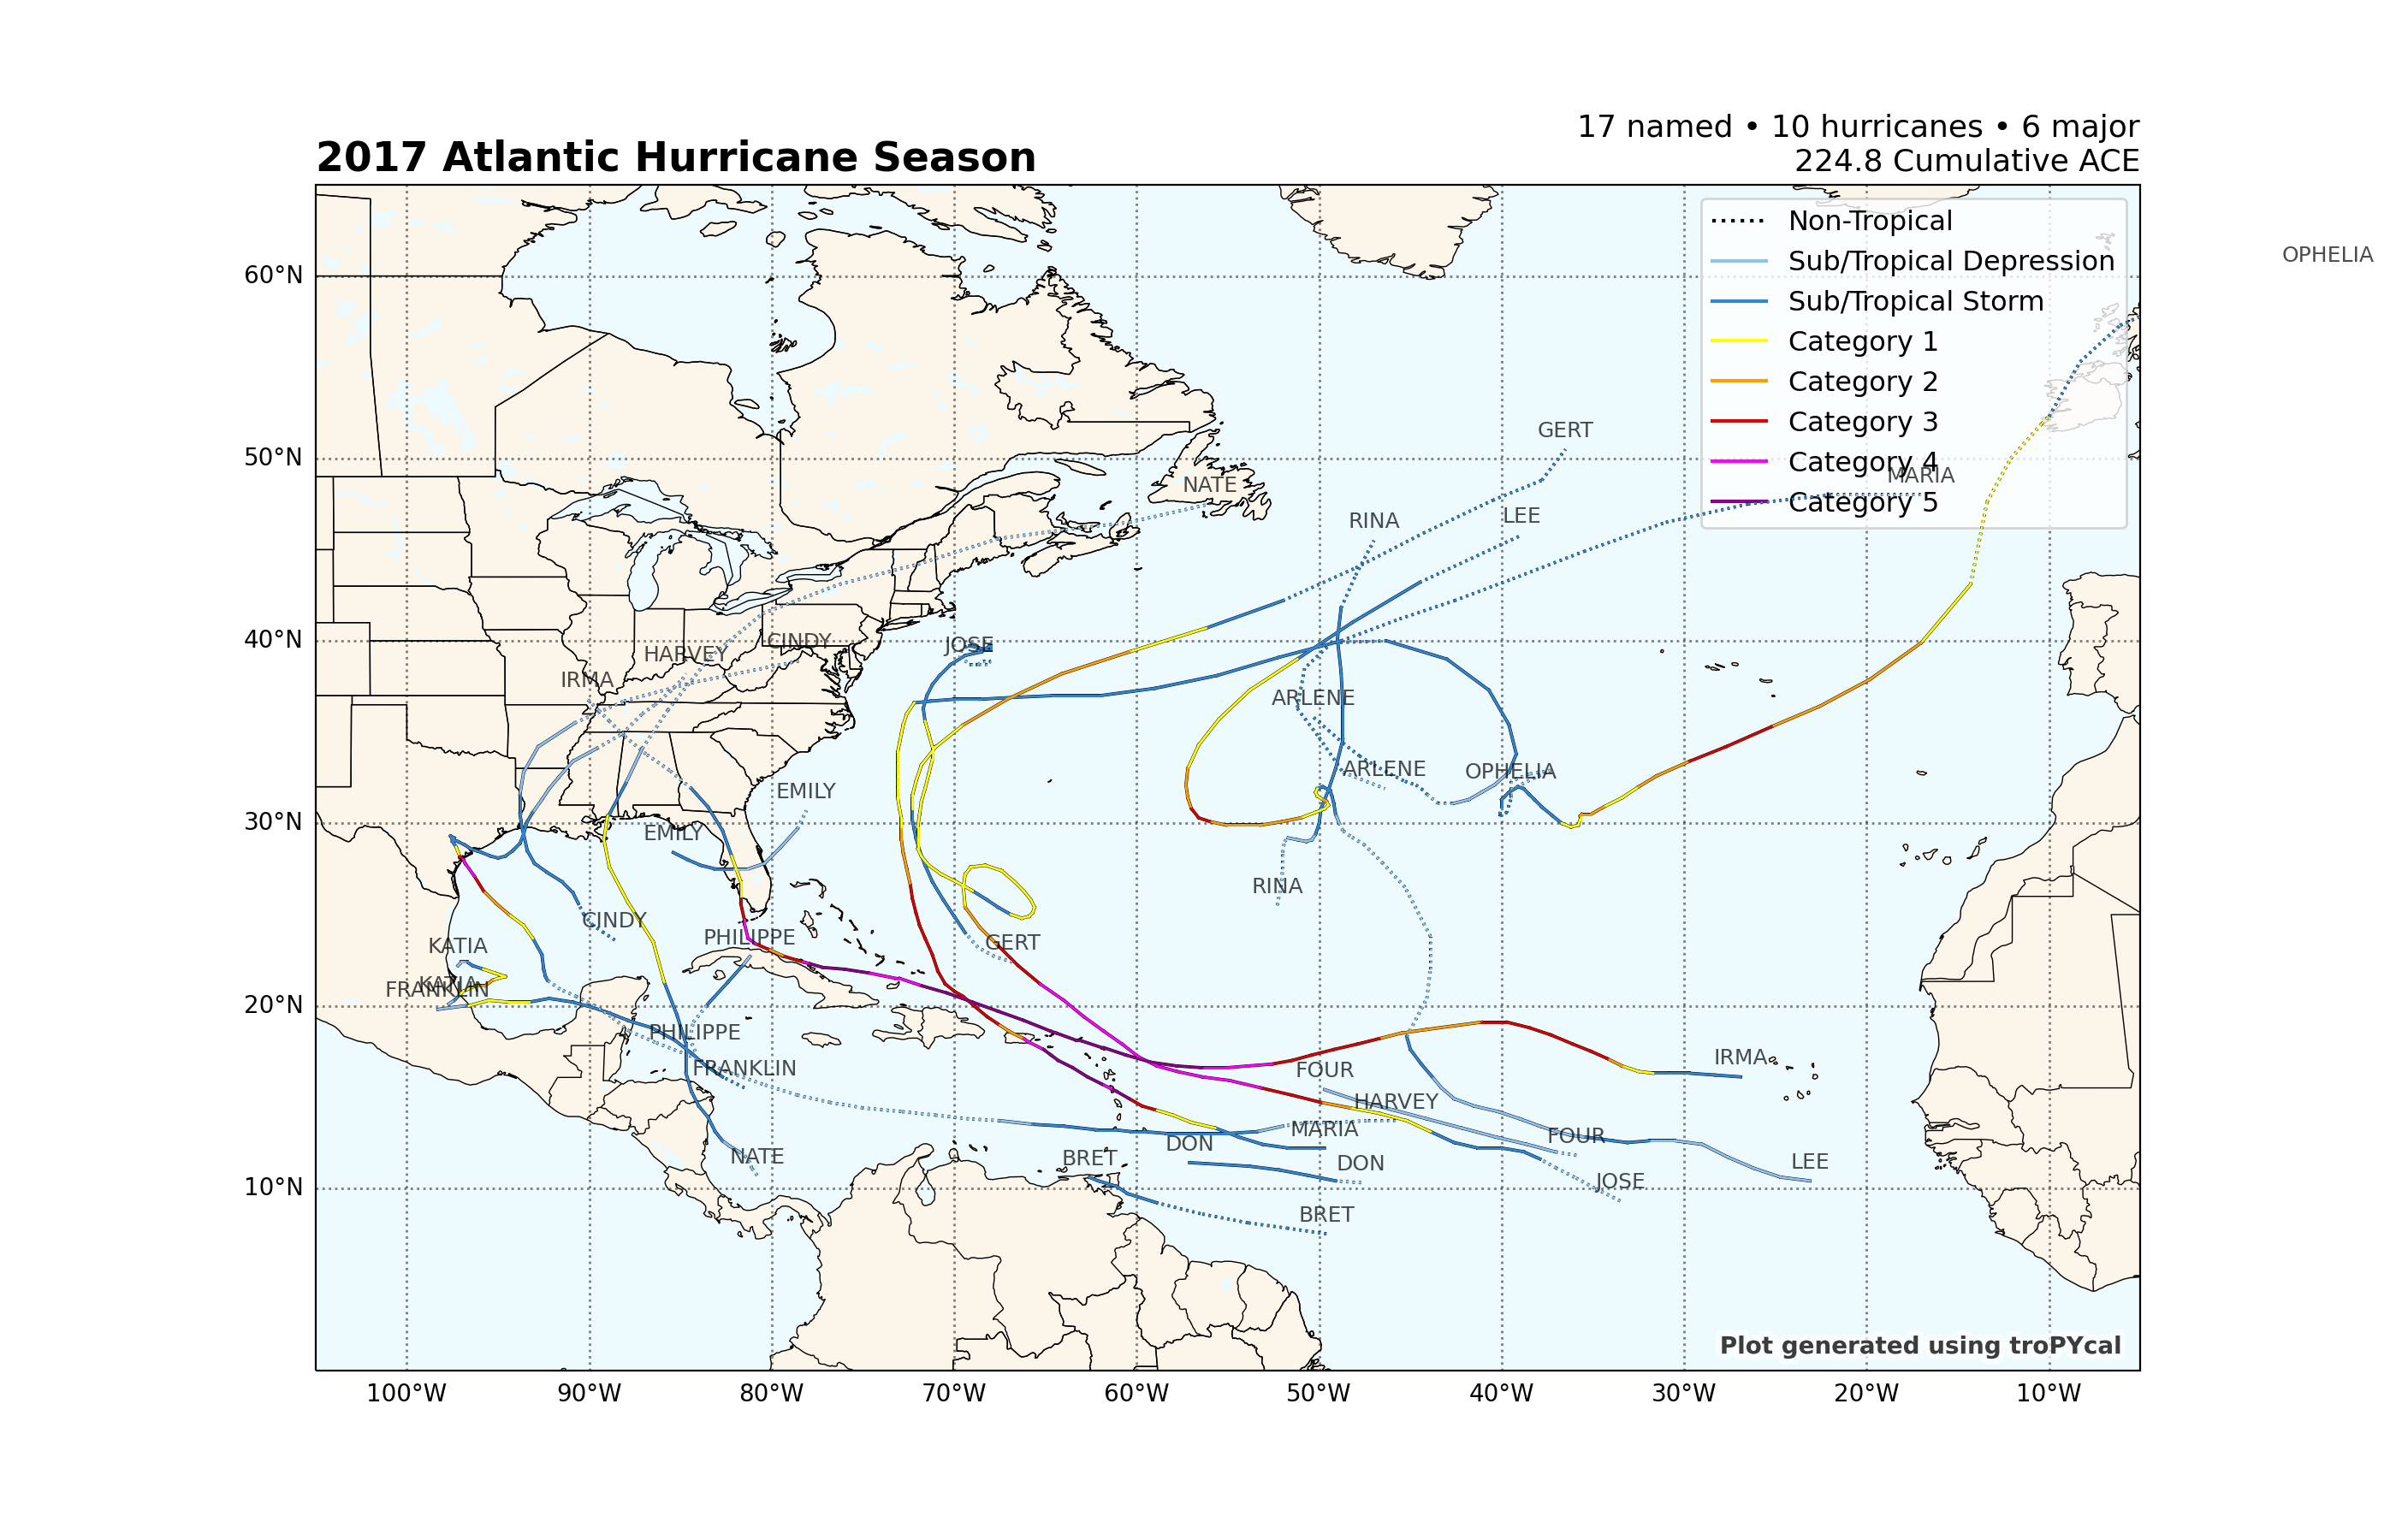 17 named • 10 hurricanes • 6 major
2017 Atlantic Hurricane Season
224.8 Cumulative ACE
Non-Tropical
Sub/Tropical Depression
Sub/Tropical Storm
Category 1
Category 2
Category 3
Category 4
Category 5
OPHELIA
60°N
GERT
50°N
MARIA
NATE
RINA
LEE
40°N
CINDY
JOSE
HARVEY
IRMA
ARLENE
ARLENE
OPHELIA
EMILY
30°N
EMILY
RINA
CINDY
PHILIPPE
GERT
KATIA
KATIA
FRANKLIN
20°N
PHILIPPE
IRMA
FRANKLIN
FOUR
HARVEY
MARIA
FOUR
DON
NATE
BRET
DON
LEE
JOSE
10°N
BRET
Plot generated using troPYcal
100°W 90°W 80°W 70°W 60°W 50°W 40°W 30°W 20°W 10°W